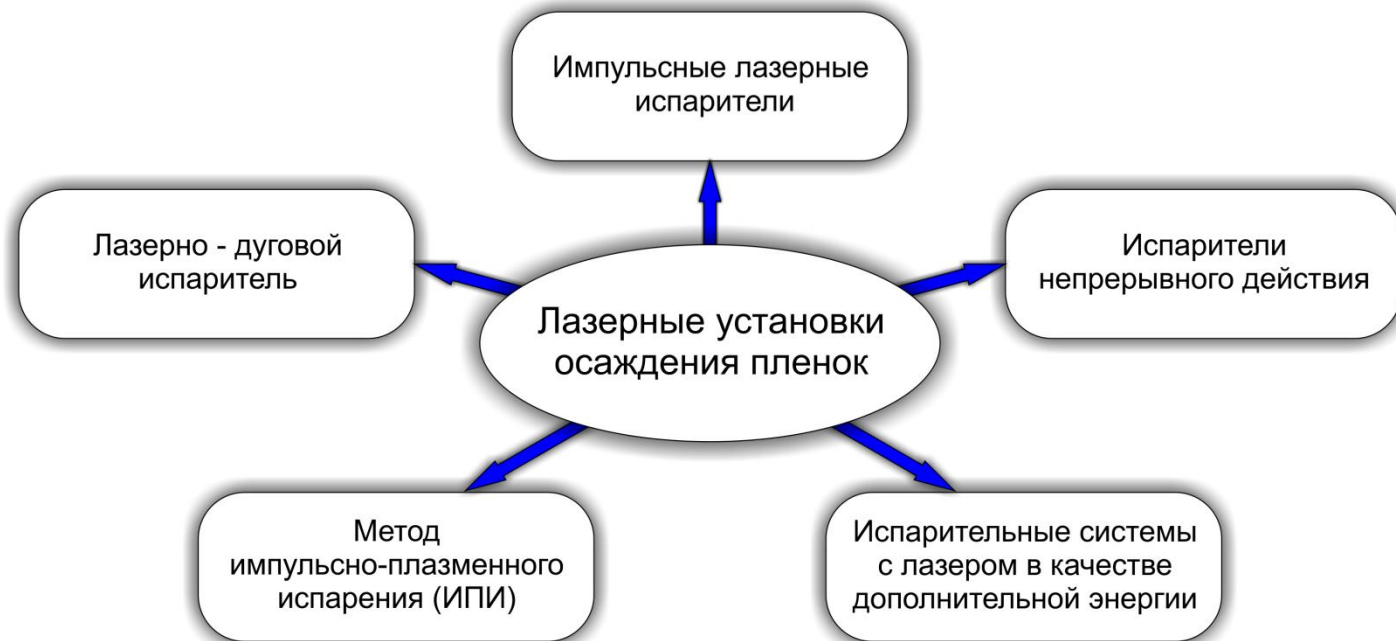 Импульсные лазерные
испарители
Лазерно - дуговой
испаритель
Испарители
непрерывного действия
Лазерные установки
осаждения пленок
Метод
импульсно-плазменного
испарения (ИПИ)
Испарительные системы
с лазером в качестве
дополнительной энергии